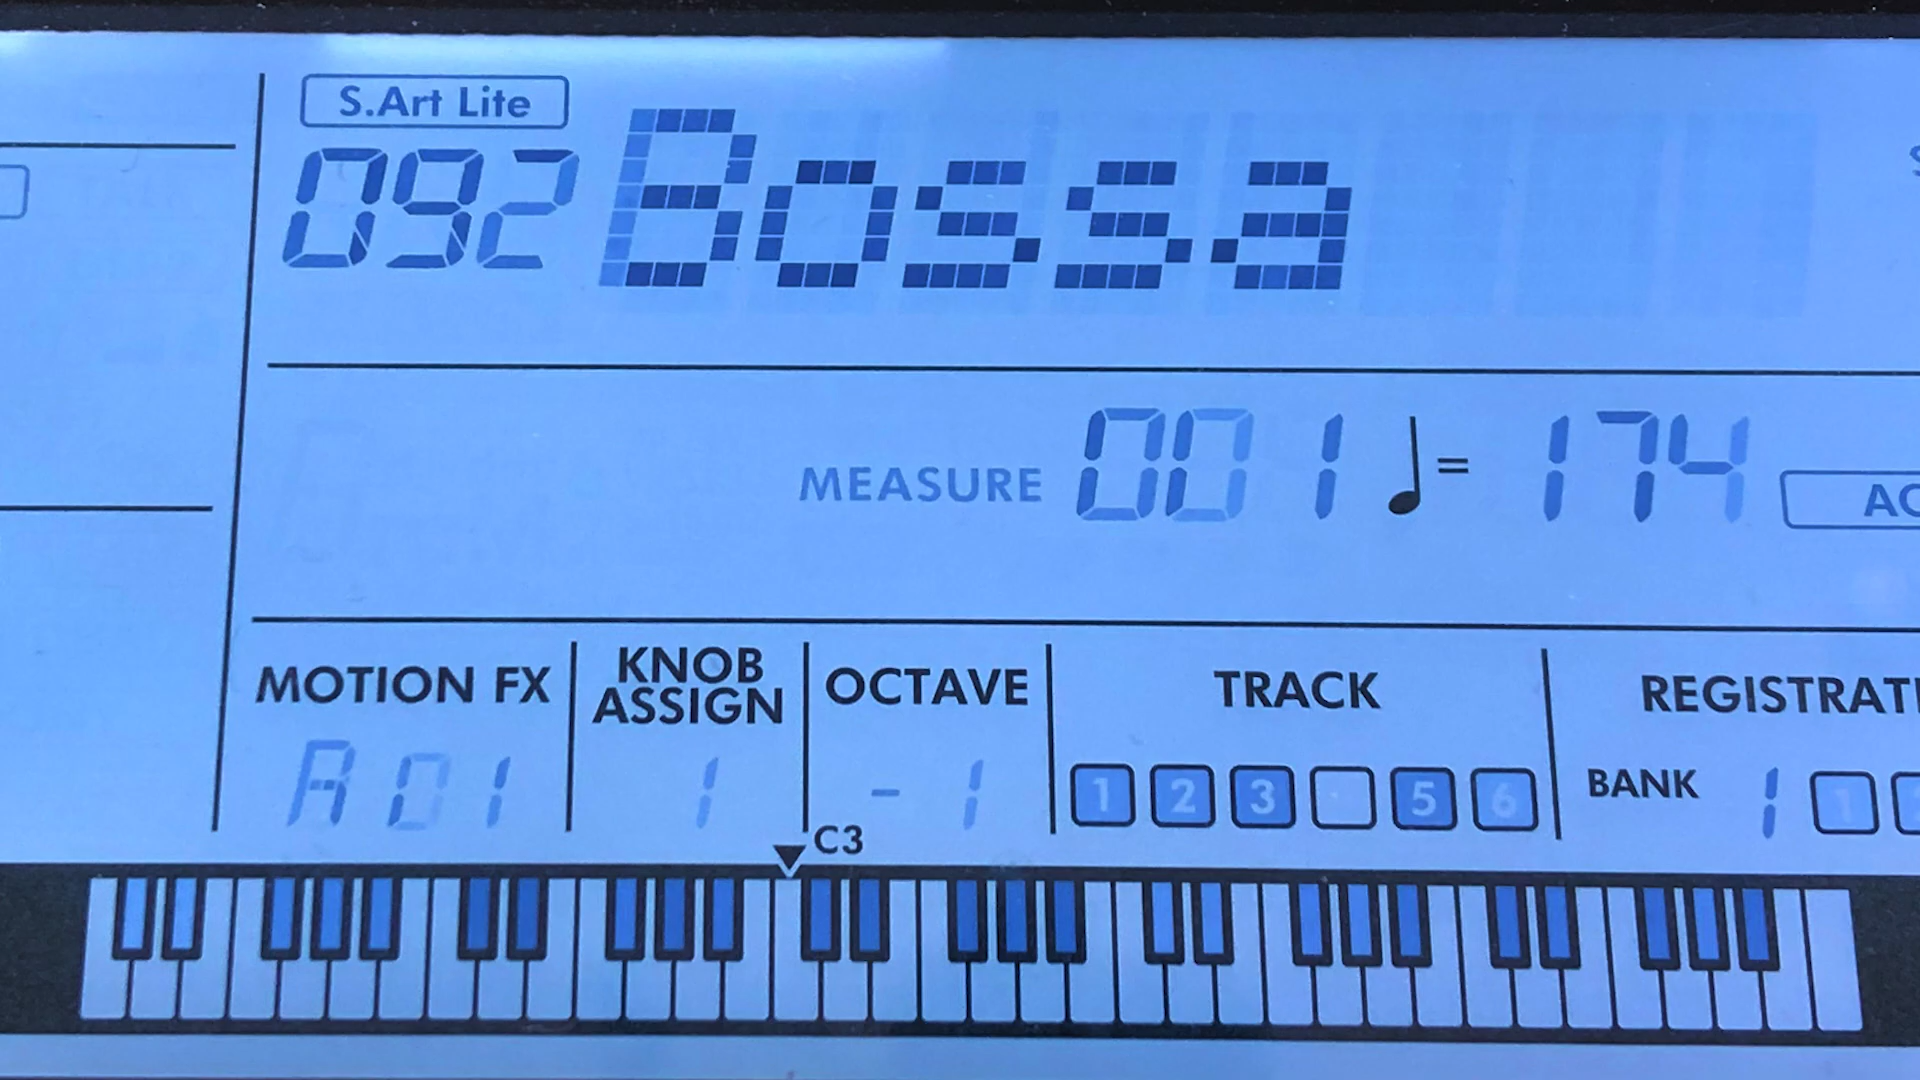 S.Art Lite
092 Bossa
MEASURE 001 ♩= 174
MOTION FX
A01
KNOB
ASSIGN
1
OCTAVE
-1
TRACK
1 2 3 5 6
BANK 1 1
C3